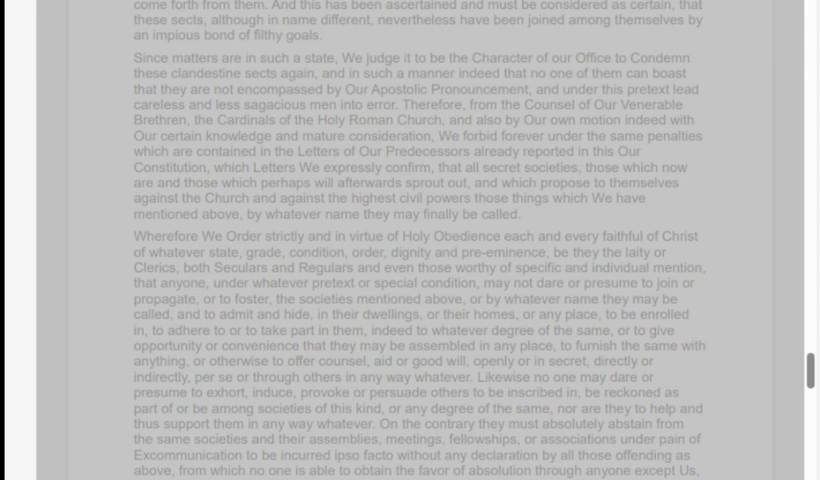 come forth from them. And this has been ascertained and must be considered as certain, that
these sects, although in name different, nevertheless have been joined among themselves by
an impious bond of filthy goals.
Since matters are in such a state, We judge it to be the Character of our Office to Condemn
these clandestine sects again, and in such a manner indeed that no one of them can boast
that they are not encompassed by Our Apostolic Pronouncement, and under this pretext lead
careless and less sagacious men into error. Therefore, from the Counsel of Our Venerable
Brethren, the Cardinals of the Holy Roman Church, and also by Our own motion indeed with
Our certain knowledge and mature consideration, We forbid forever under the same penalties
which are contained in the Letters of Our Predecessors already reported in this Our
Constitution, which Letters We expressly confirm, that all secret societies, those which now
are and those which perhaps will afterwards sprout out, and which propose to themselves
against the Church and against the highest civil powers those things which We have
mentioned above, by whatever name they may finally be called.
Wherefore We Order strictly and in virtue of Holy Obedience each and every faithful of Christ
of whatever state, grade, condition, order, dignity and pre-eminence, be they the laity or
Clerics, both Seculars and Regulars and even those worthy of specific and individual mention,
that anyone, under whatever pretext or special condition, may not dare or presume to join or
propagate, or to foster, the societies mentioned above, or by whatever name they may be
called, and to admit and hide, in their dwellings, or their homes, or any place, to be enrolled
in, to adhere to or to take part in them, indeed to whatever degree of the same, or to give
opportunity or convenience that they may be assembled in any place, to furnish the same with
anything, or otherwise to offer counsel, aid or good will, openly or in secret, directly or
indirectly, per se or through others in any way whatever. Likewise no one may dare or
presume to exhort, induce, provoke or persuade others to be inscribed in, be reckoned as
part of or be among societies of this kind, or any degree of the same, nor are they to help and
thus support them in any way whatever. On the contrary they must absolutely abstain from
the same societies and their assemblies, meetings, fellowships, or associations under pain of
Excommunication to be incurred ipso facto without any declaration by all those offending as
above, from which no one is able to obtain the favor of absolution through anyone except Us,